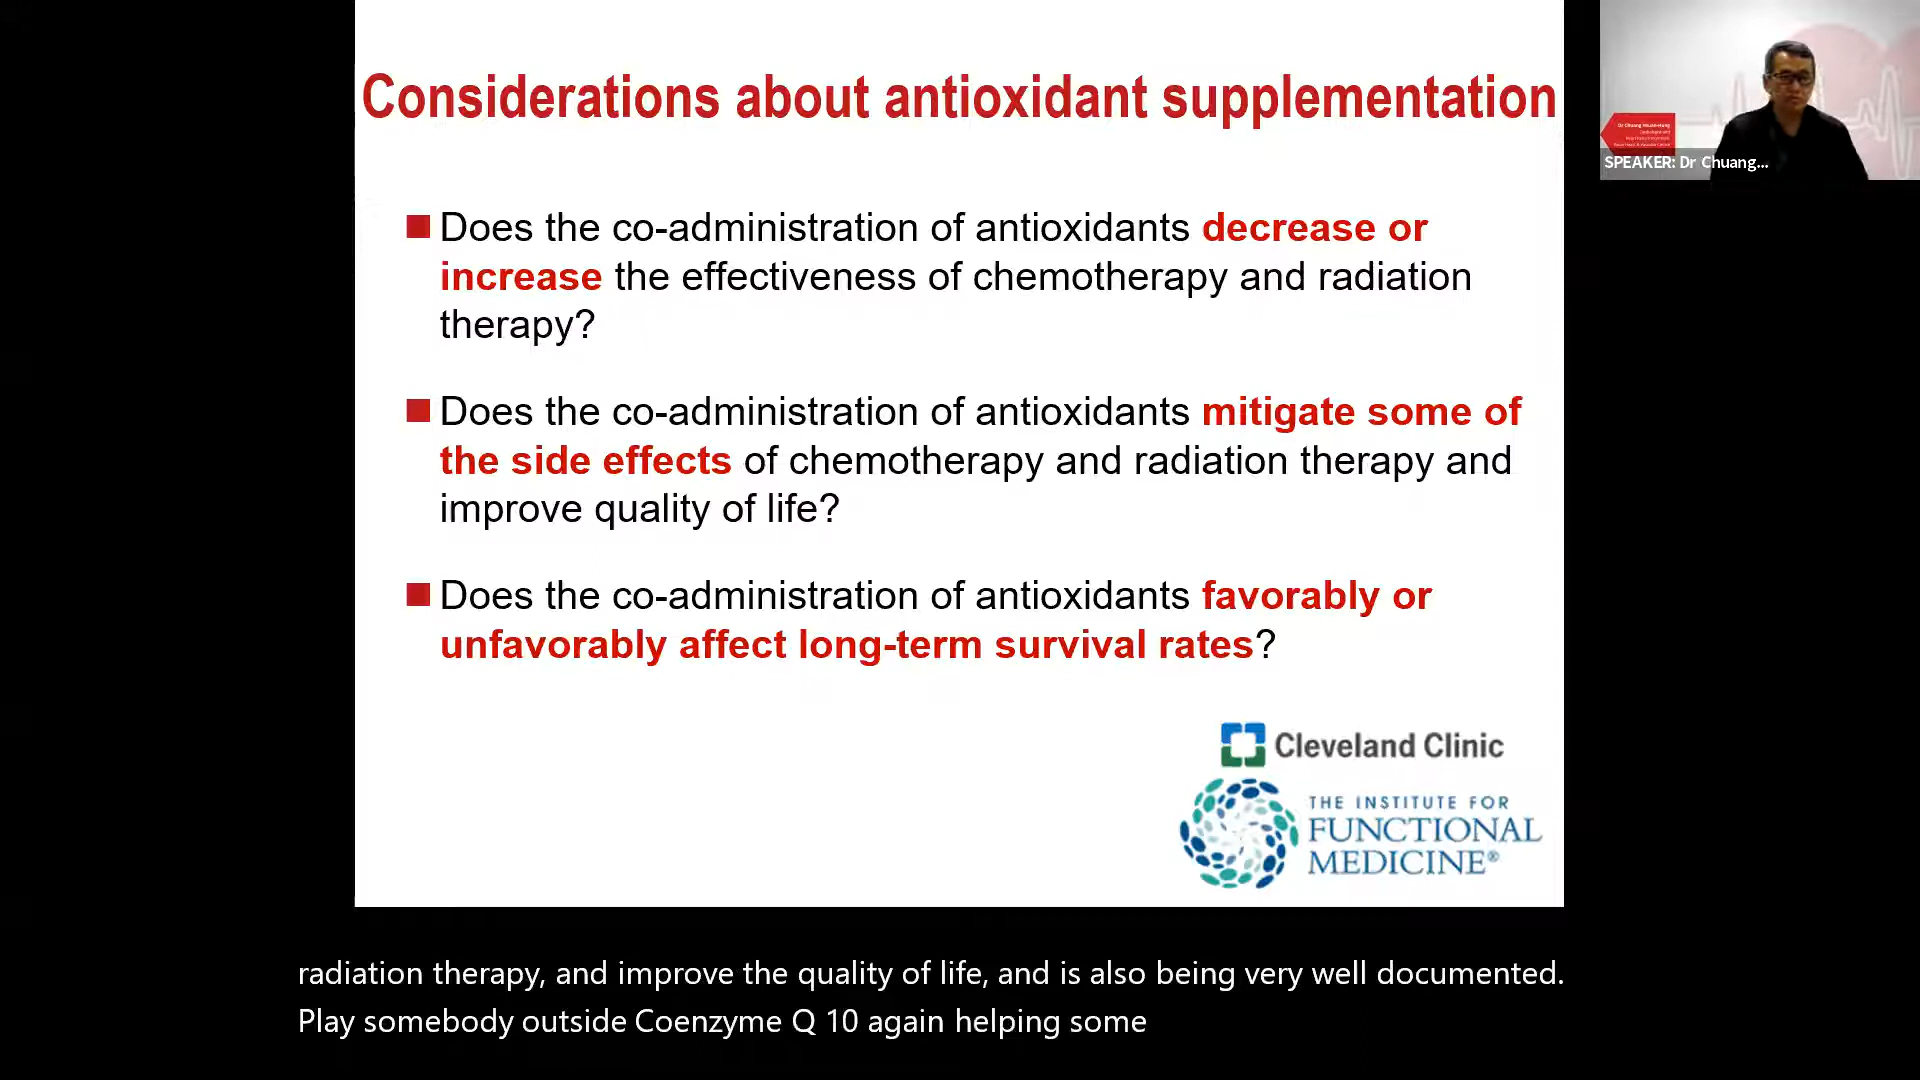 Considerations about antioxidant supplementation
Does the co-administration of antioxidants decrease or
increase the effectiveness of chemotherapy and radiation
therapy?
Does the co-administration of antioxidants mitigate some of
the side effects of chemotherapy and radiation therapy and
improve quality of life?
Does the co-administration of antioxidants favorably or
unfavorably affect long-term survival rates?
Cleveland Clinic
THE INSTITUTE FOR
FUNCTIONAL
MEDICINE®
Dr Chuang Hsuan-Hung
SPEAKER: Dr Chuang...
radiation therapy, and improve the quality of life, and is also being very well documented.
Play somebody outside Coenzyme Q 10 again helping some